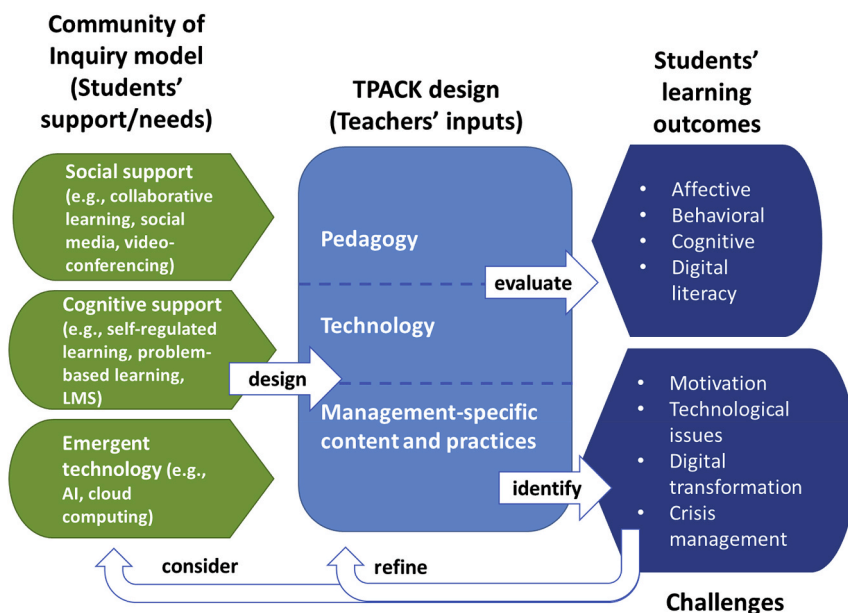 Community of
Inquiry model
(Students'
support/needs)
Social support
(e.g., collaborative
learning, social
media, video-
conferencing)
Cognitive support
(e.g., self-regulated
learning, problem-
based learning,
LMS)
Emergent
technology (e.g.,
AI, cloud
computing)
design
TPACK design
(Teachers' inputs)
Pedagogy
Technology
Management-specific
content and practices
evaluate
identify
Students'
learning
outcomes
• Affective
• Behavioral
• Cognitive
• Digital
literacy
• Motivation
• Technological
issues
• Digital
transformation
• Crisis
management
Challenges
consider
refine